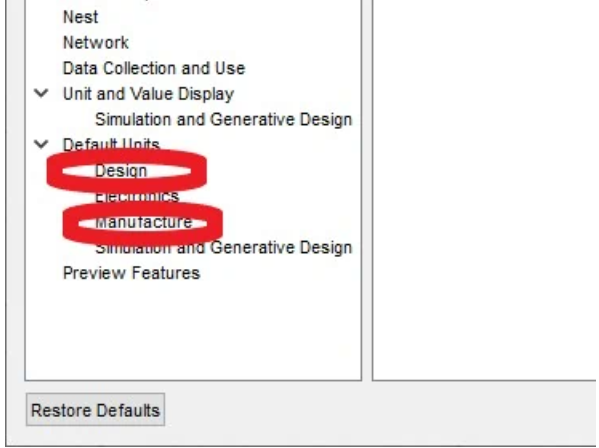 Nest
Network
Data Collection and Use
Unit and Value Display
Simulation and Generative Design
Default Units
Design
Electronics
Manufacture
Simulation and Generative Design
Preview Features
Restore Defaults